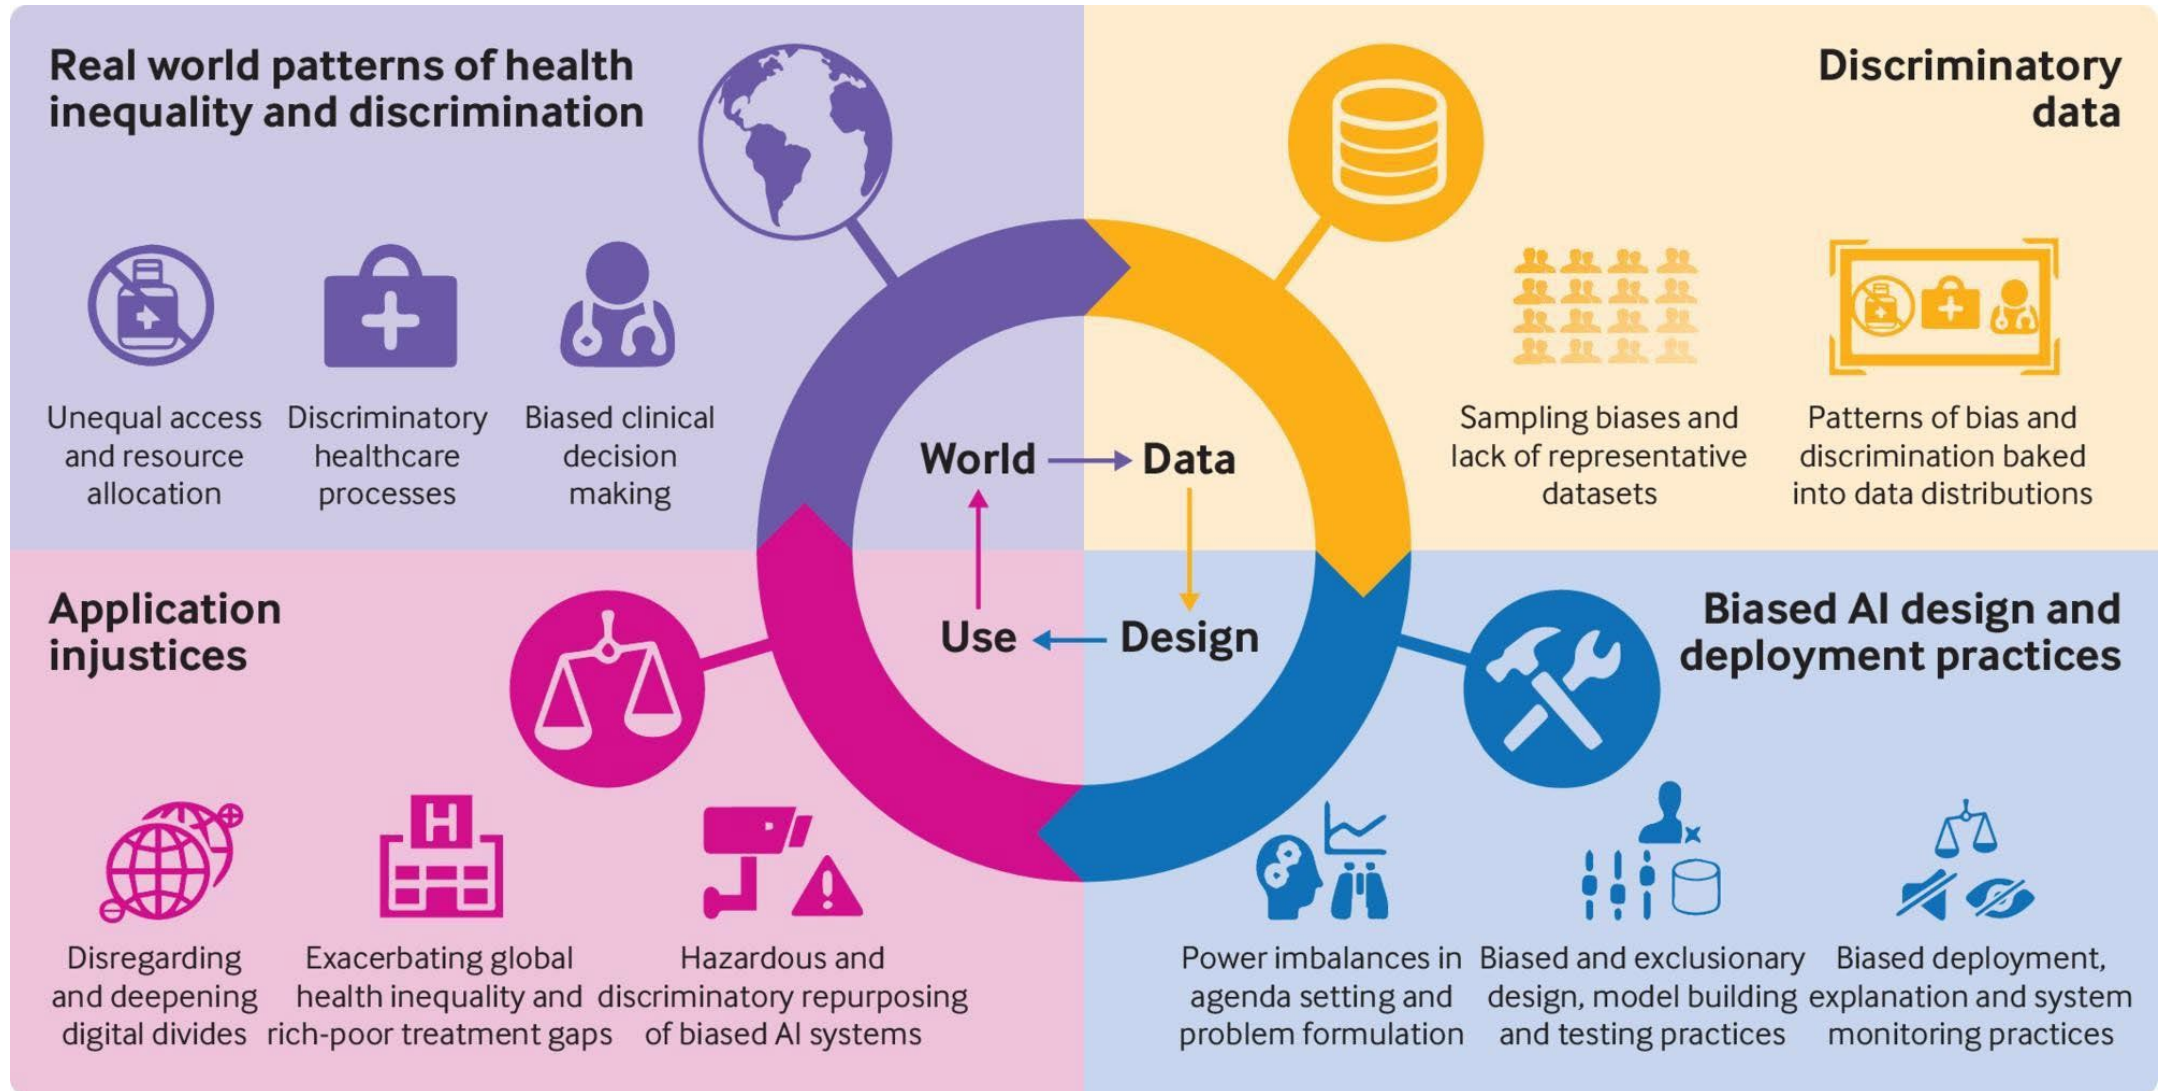 Real world patterns of health
inequality and discrimination
Unequal access
and resource
allocation
Discriminatory
healthcare
processes
Biased clinical
decision
making
Discriminatory
data
Sampling biases and
lack of representative
datasets
Patterns of bias and
discrimination baked
into data distributions
World
Data
Use
Design
Application
injustices
H
Disregarding
and deepening
digital divides
Exacerbating global
health inequality and
rich-poor treatment gaps
Hazardous and
discriminatory repurposing
of biased AI systems
Biased AI design and
deployment practices
Power imbalances in
agenda setting and
problem formulation
Biased and exclusionary
design, model building
and testing practices
Biased deployment,
explanation and system
monitoring practices